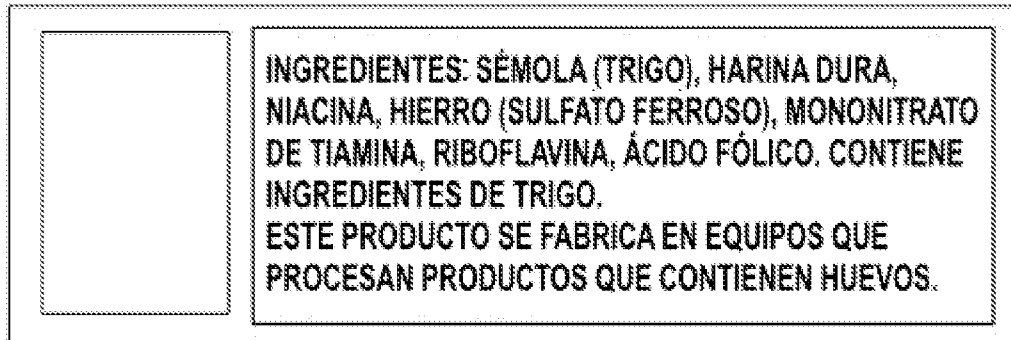 INGREDIENTES: SÉMOLA (TRIGO), HARINA DURA,
NIACINA, HIERRO (SULFATO FERROSO), MONONITRATO
DE TIAMINA, RIBOFLAVINA, ÁCIDO FÓLICO. CONTIENE
INGREDIENTES DE TRIGO.
ESTE PRODUCTO SE FABRICA EN EQUIPOS QUE
PROCESAN PRODUCTOS QUE CONTIENEN HUEVOS.